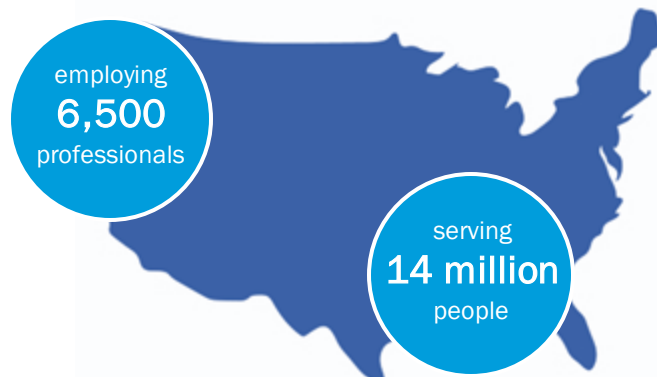 employing
6,500
professionals
serving
14 million
people